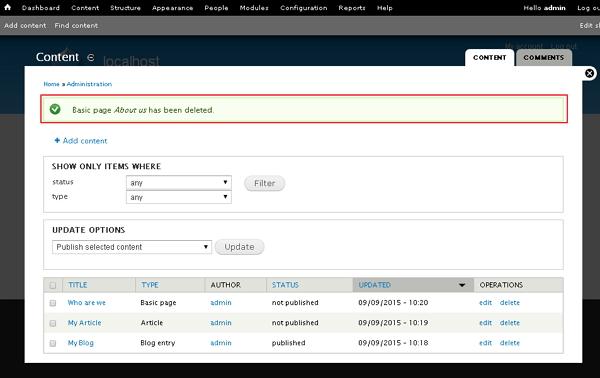 Dashboard Content Structure Appearance People Modules Configuration Reports Help Hello admin Log ou
Add content Find content Edit s
My account Log out
Content localhost CONTENT COMMENTS
Home » Administration
Basic page About us has been deleted.
+ Add content
SHOW ONLY ITEMS WHERE
status any Filter
type any
UPDATE OPTIONS
Publish selected content Update
TITLE TYPE AUTHOR STATUS UPDATED OPERATIONS
Who are we Basic page admin not published 09/09/2015 - 10:20 edit delete
My Article Article admin not published 09/09/2015 - 10:19 edit delete
My Blog Blog entry admin published 09/09/2015 - 10:18 edit delete